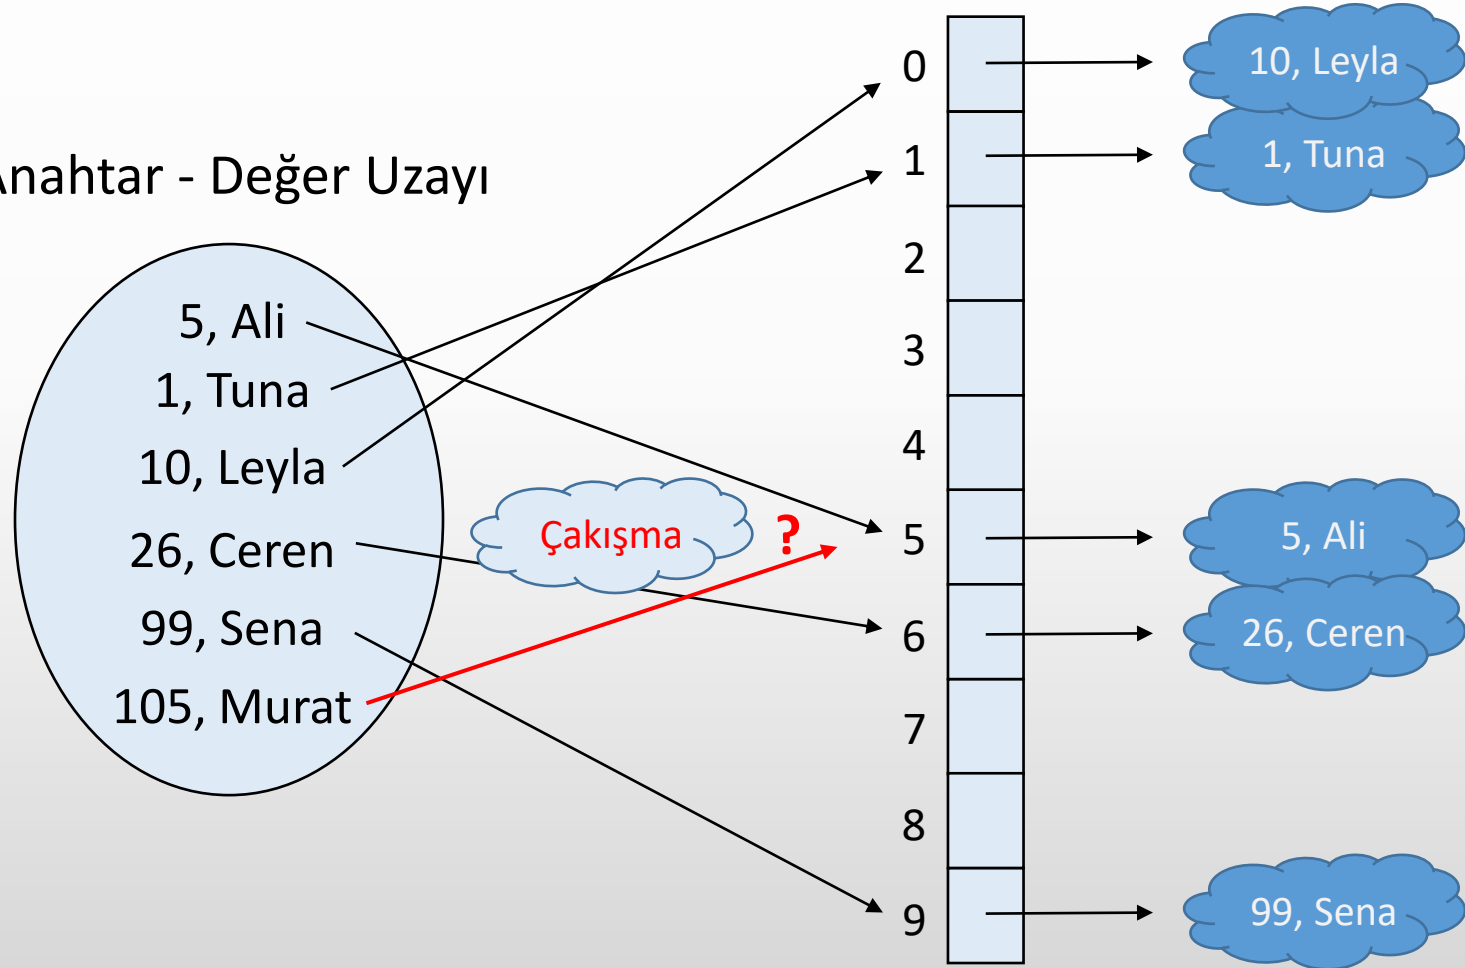 Anahtar - Değer Uzayı
5, Ali
1, Tuna
10, Leyla
26, Ceren
99, Sena
105, Murat
Çakışma
?
0
1
2
3
4
5
6
7
8
9
10, Leyla
1, Tuna
5, Ali
26, Ceren
99, Sena